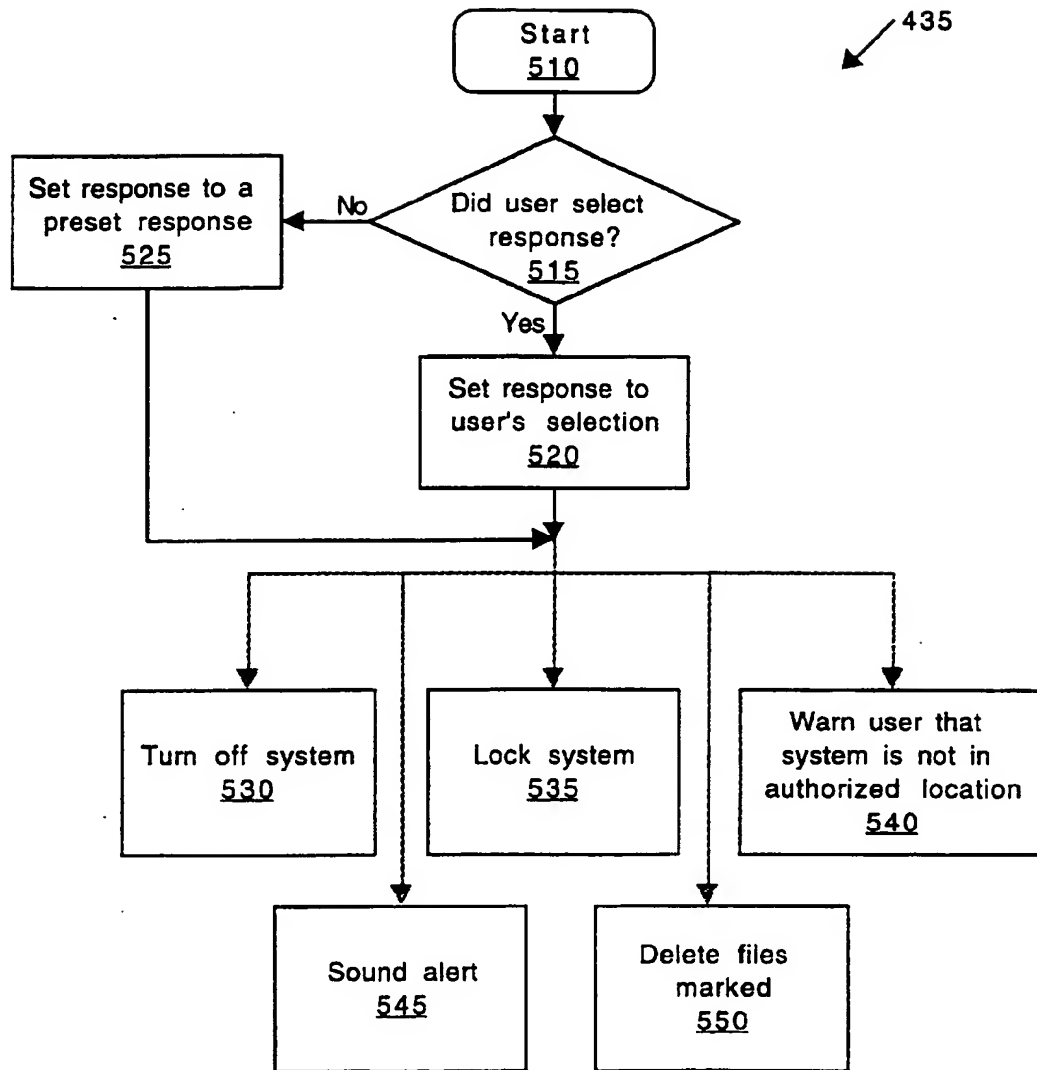 435
Start
510
Did user select
response?
515
No
Set response to a
preset response
525
Yes
Set response to
user's selection
520
Turn off system
530
Lock system
535
Warn user that
system is not in
authorized location
540
Sound alert
545
Delete files
marked
550